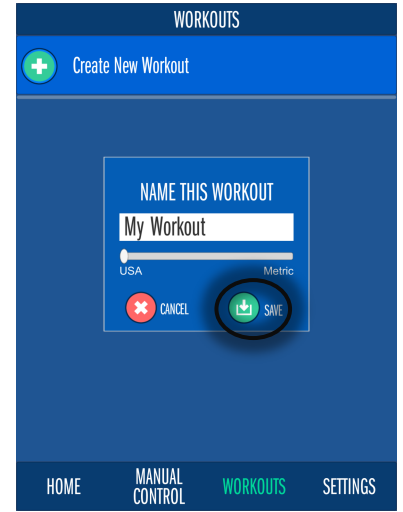 WORKOUTS
Create New Workout
NAME THIS WORKOUT
My Workout
USA Metric
CANCEL SAVE
HOME MANUAL CONTROL WORKOUTS SETTINGS